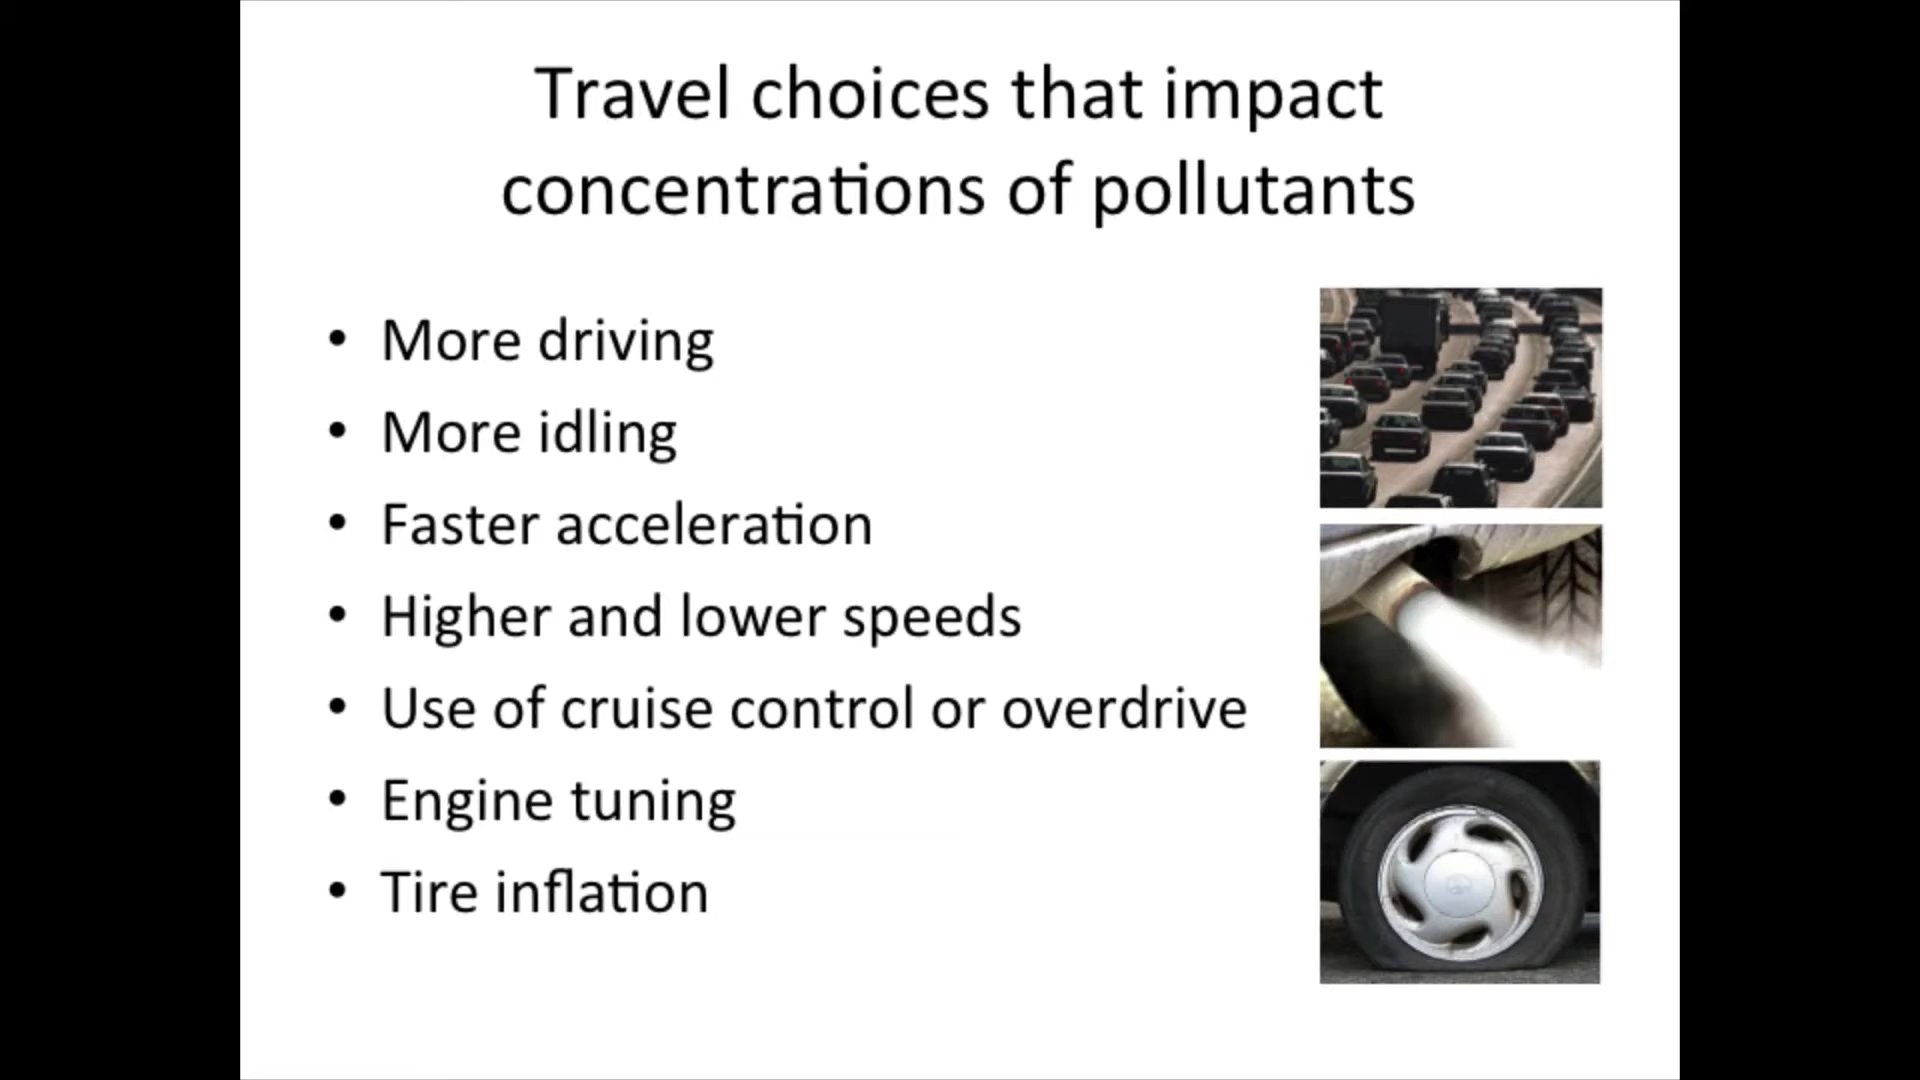 Travel choices that impact
concentrations of pollutants
• More driving
• More idling
• Faster acceleration
• Higher and lower speeds
• Use of cruise control or overdrive
• Engine tuning
• Tire inflation